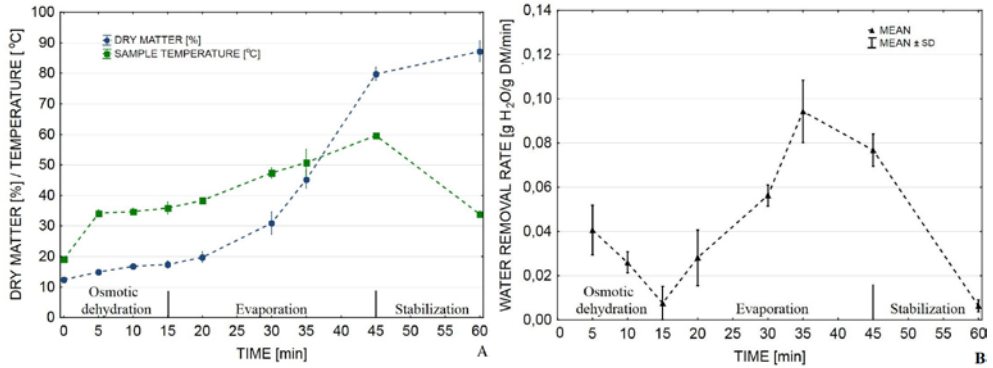 DRY MATTER [%] / TEMPERATURE [°C]
100
90
80
70
60
50
40
30
20
10
0
DRY MATTER [%]
SAMPLE TEMPERATURE [°C]
Osmotic
dehydration
Evaporation
Stabilization
0 5 10 15 20 25 30 35 40 45 50 55 60
TIME [min]
A
WATER REMOVAL RATE [g H₂O/g DM/min]
0,14
0,12
0,10
0,08
0,06
0,04
0,02
0,00
MEAN
MEAN ± SD
Osmotic
dehydration
Evaporation
Stabilization
0 5 10 15 20 25 30 35 40 45 50 55 60
TIME [min]
B